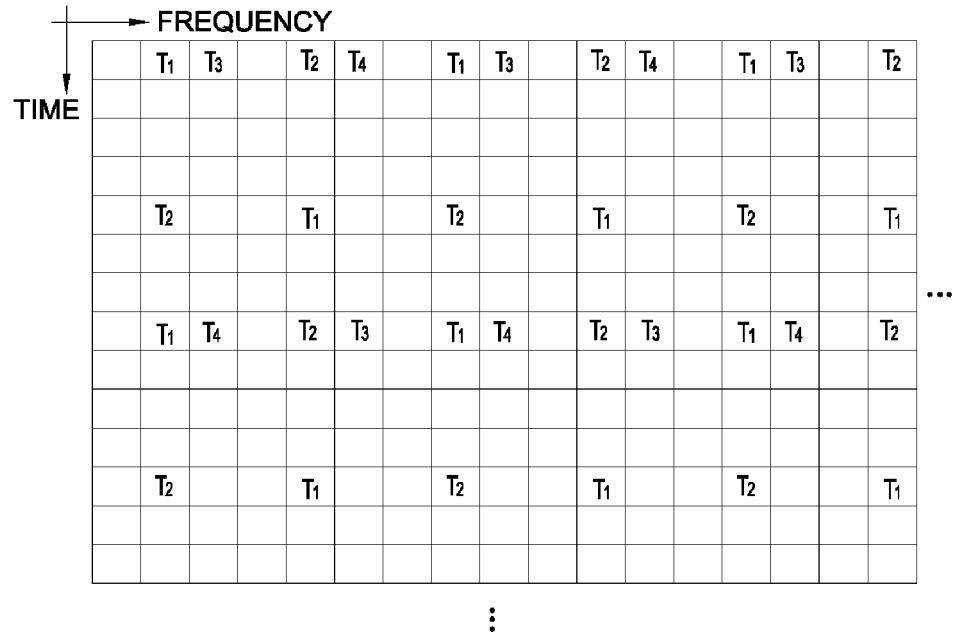 FREQUENCY
TIME
T1 T3 T2 T4 T1 T3 T2 T4 T1 T3 T2
T2 T1 T2 T1 T2 T1
...
T1 T4 T2 T3 T1 T4 T2 T3 T1 T4 T2
T2 T1 T2 T1 T2 T1
⋮